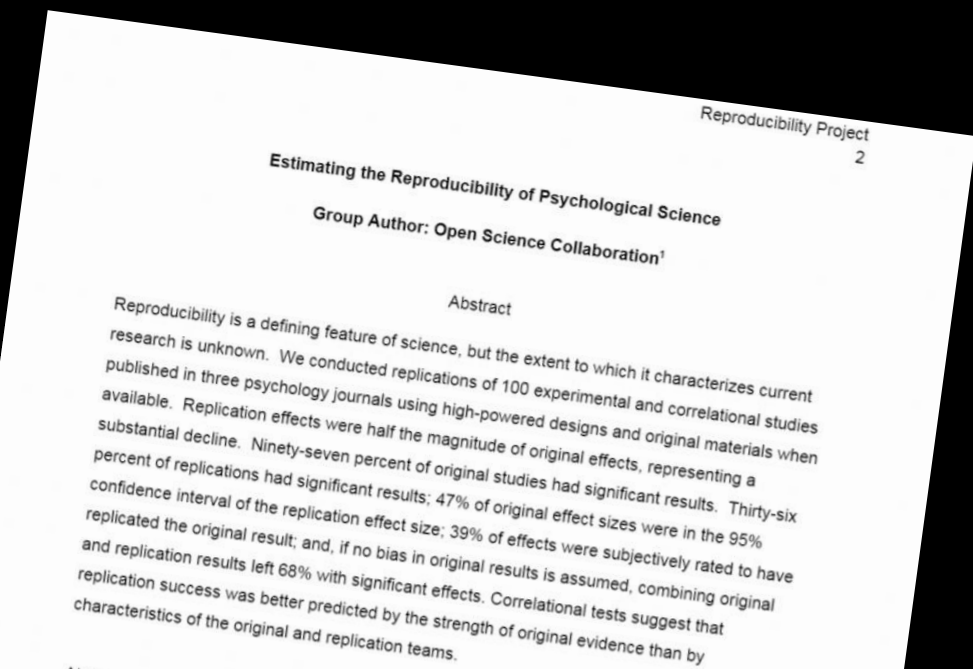 Reproducibility Project
2
Estimating the Reproducibility of Psychological Science
Group Author: Open Science Collaboration¹
Abstract
Reproducibility is a defining feature of science, but the extent to which it characterizes current
research is unknown.  We conducted replications of 100 experimental and correlational studies
published in three psychology journals using high-powered designs and original materials when
available.  Replication effects were half the magnitude of original effects, representing a
substantial decline.  Ninety-seven percent of original studies had significant results.  Thirty-six
percent of replications had significant results; 47% of original effect sizes were in the 95%
confidence interval of the replication effect size; 39% of effects were subjectively rated to have
replicated the original result; and, if no bias in original results is assumed, combining original
and replication results left 68% with significant effects. Correlational tests suggest that
replication success was better predicted by the strength of original evidence than by
characteristics of the original and replication teams.